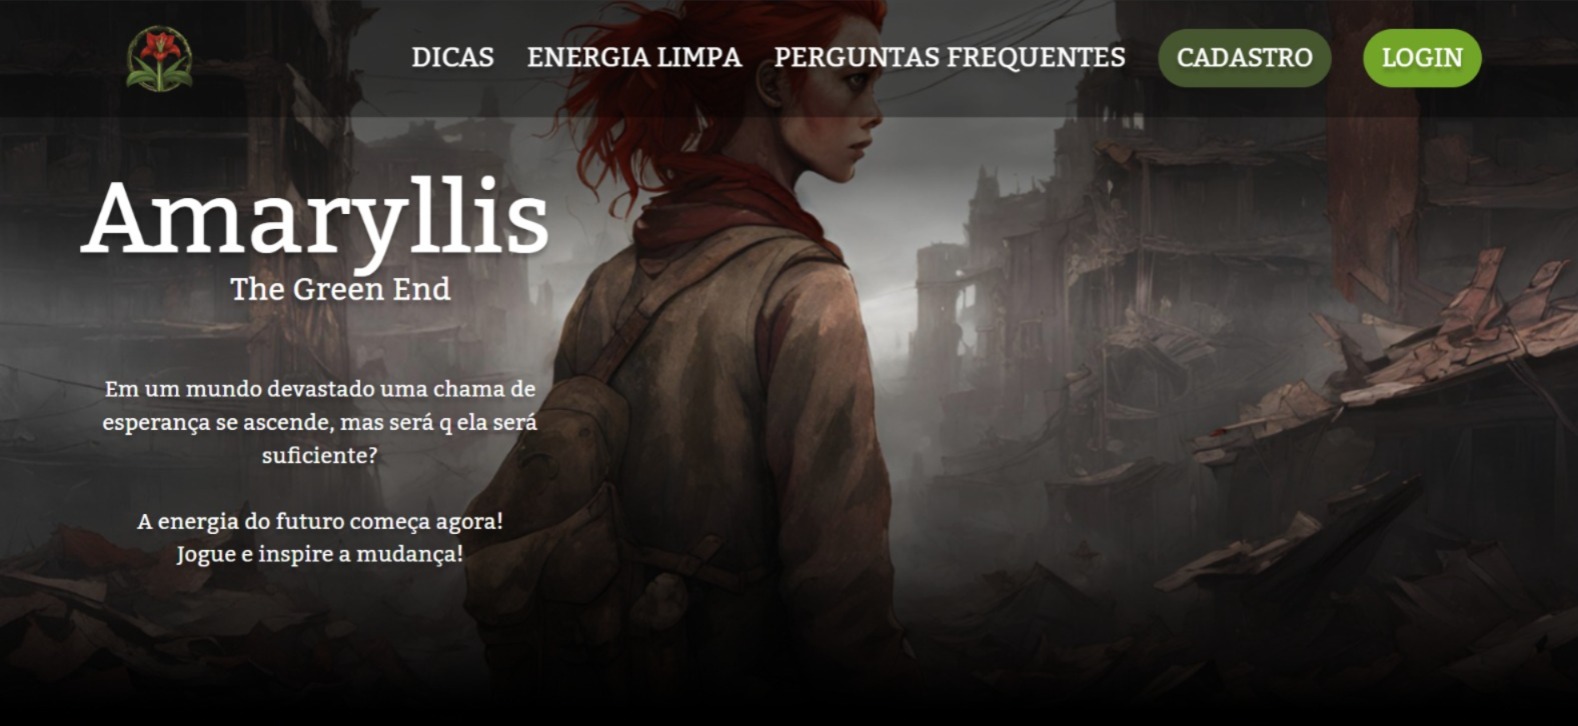 DICAS ENERGIA LIMPA PERGUNTAS FREQUENTES CADASTRO LOGIN
Amaryllis
The Green End
Em um mundo devastado uma chama de
esperança se ascende, mas será q ela será
suficiente?
A energia do futuro começa agora!
Jogue e inspire a mudança!